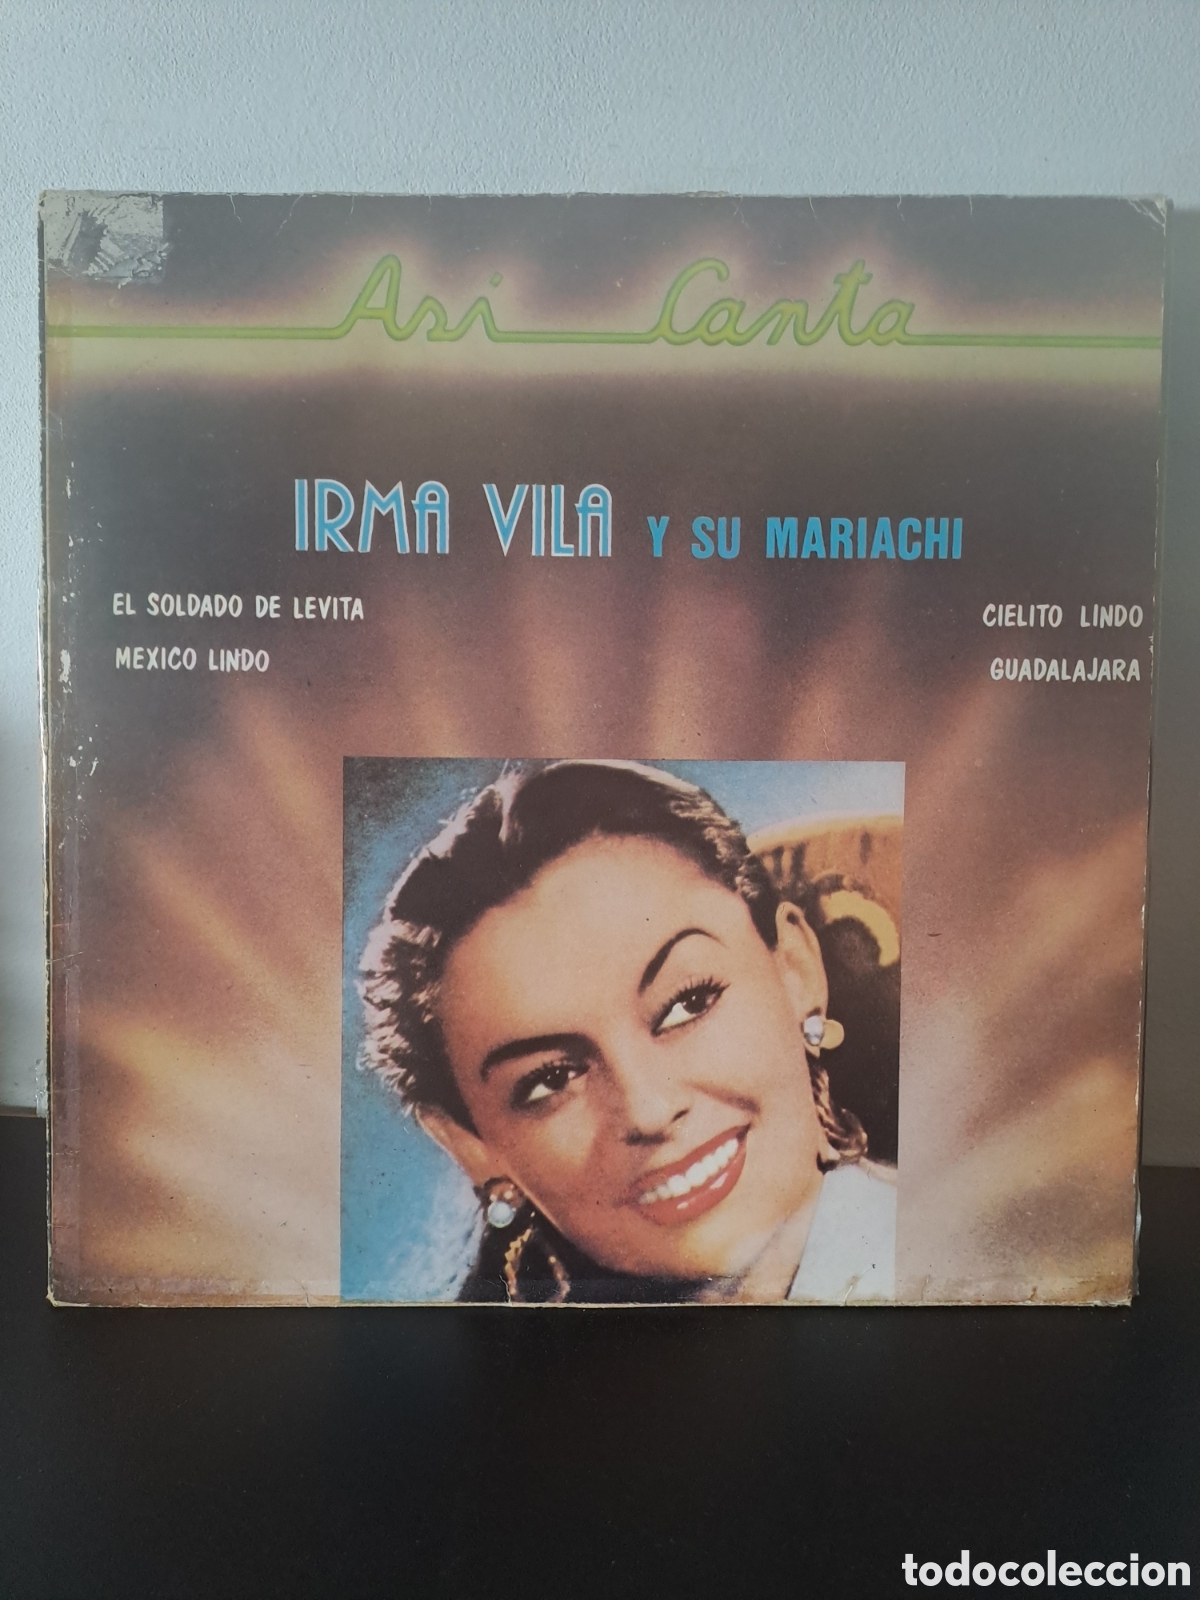 Asi Canta
IRMA VILA Y SU MARIACHI
EL SOLDADO DE LEVITA
MEXICO LINDO
CIELITO LINDO
GUADALAJARA
todocoleccion